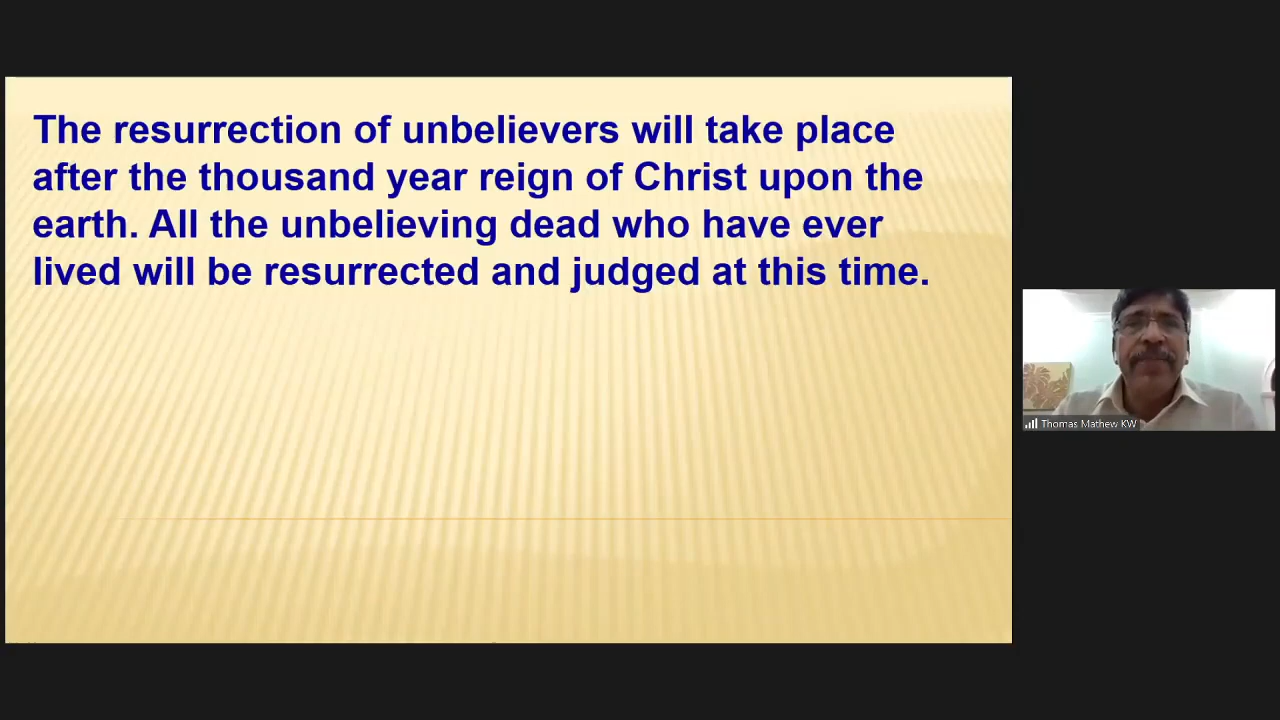 The resurrection of unbelievers will take place
after the thousand year reign of Christ upon the
earth. All the unbelieving dead who have ever
lived will be resurrected and judged at this time.
Thomas Mathew KW